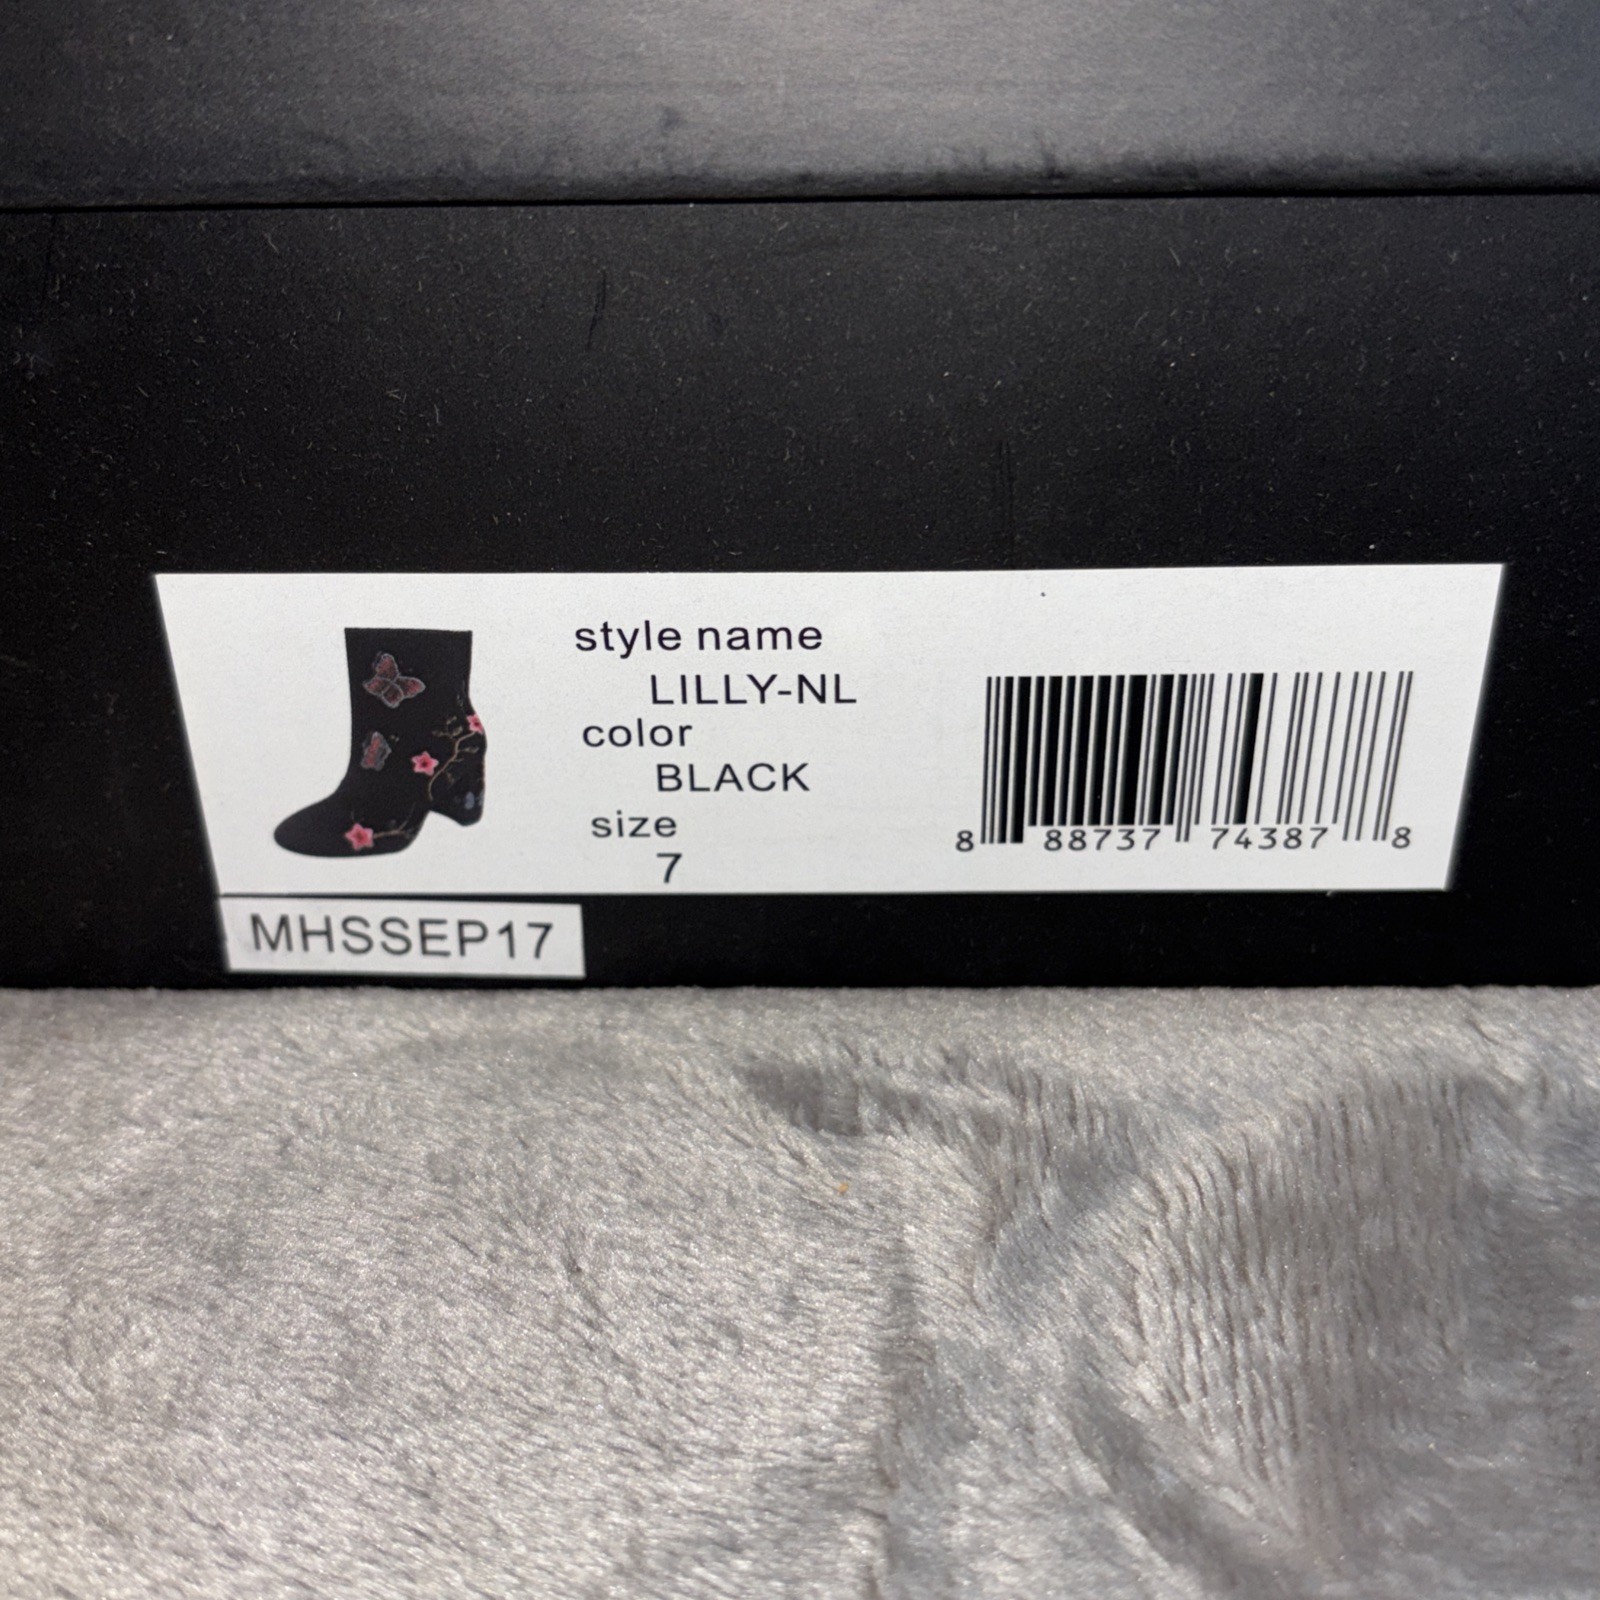 style name
LILLY-NL
color
BLACK
size
7
8 88737 74387 8
MHSSEP17